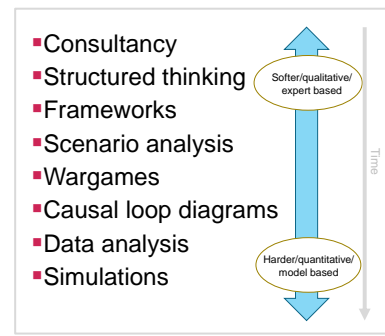 ▪Consultancy
▪Structured thinking
▪Frameworks
▪Scenario analysis
▪Wargames
▪Causal loop diagrams
▪Data analysis
▪Simulations
Softer/qualitative/
expert based
Harder/quantitative/
model based
Time